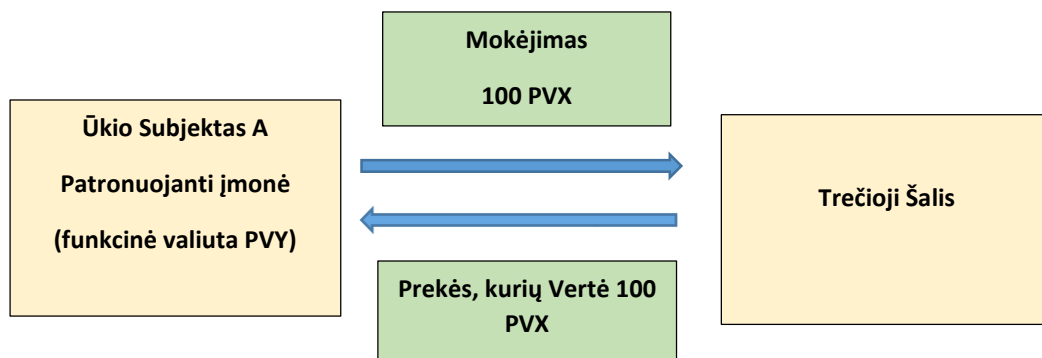 Mokėjimas
100 PVX
Ūkio Subjektas A
Patronuojanti įmonė
(funkcinė valiuta PVY)
Trečioji Šalis
Prekės, kurių Vertė 100
PVX